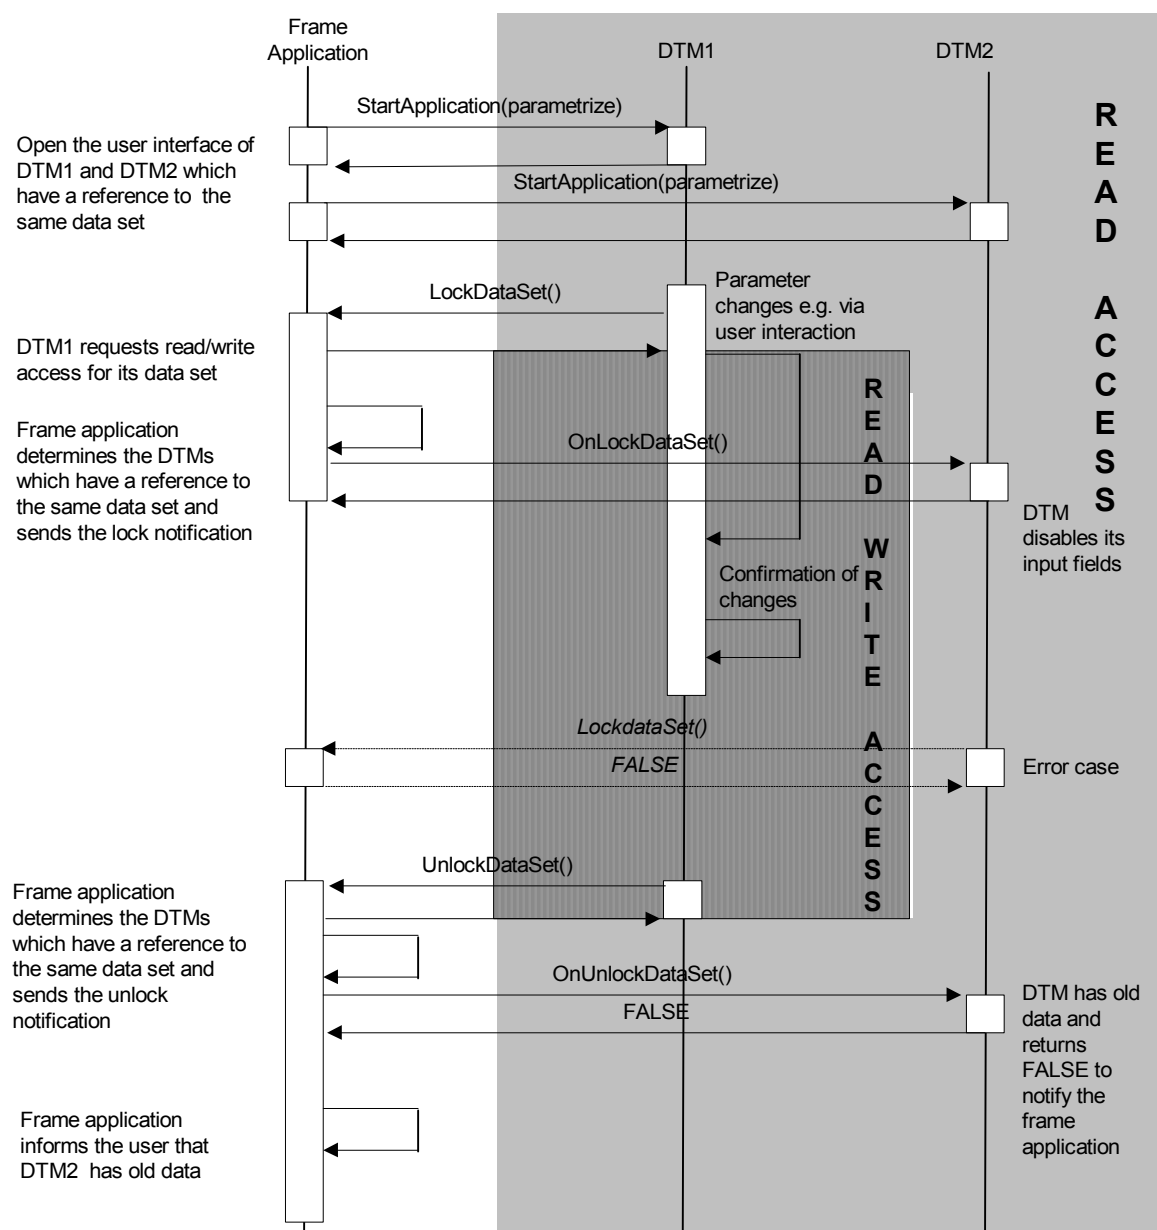 Frame
Application
DTM1
DTM2
StartApplication(parametrize)
Open the user interface of
DTM1 and DTM2 which
have a reference to the
same data set
StartApplication(parametrize)
READ ACCESS
LockDataSet()
Parameter
changes e.g. via
user interaction
DTM1 requests read/write
access for its data set
READ WRITE ACCESS
Frame application
determines the DTMs
which have a reference to
the same data set and
sends the lock notification
OnLockDataSet()
DTM
disables its
input fields
Confirmation of
changes
LockdataSet()
FALSE
Error case
UnlockDataSet()
Frame application
determines the DTMs
which have a reference to
the same data set and
sends the unlock
notification
OnUnlockDataSet()
FALSE
DTM has old
data and
returns
FALSE to
notify the
frame
application
Frame application
informs the user that
DTM2 has old data